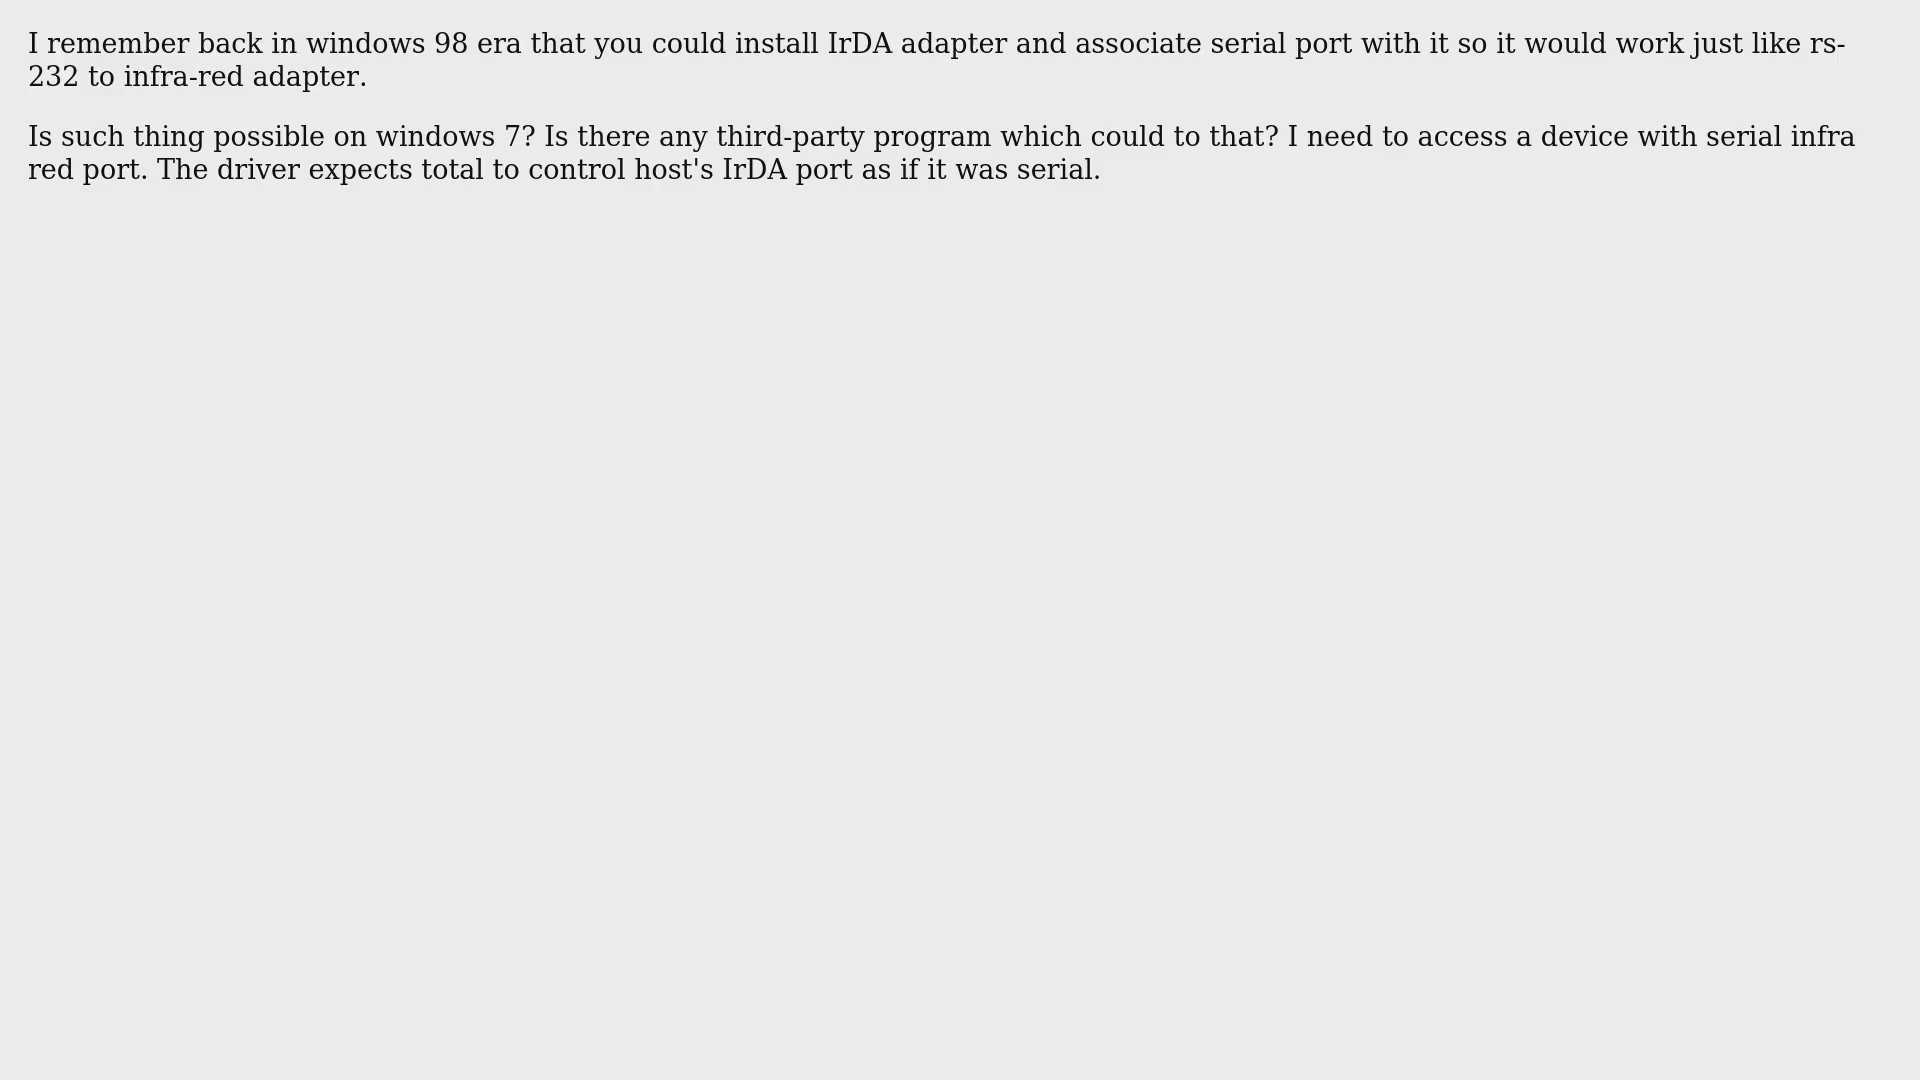 I remember back in windows 98 era that you could install IrDA adapter and associate serial port with it so it would work just like rs-
232 to infra-red adapter.
Is such thing possible on windows 7? Is there any third-party program which could to that? I need to access a device with serial infra
red port. The driver expects total to control host's IrDA port as if it was serial.